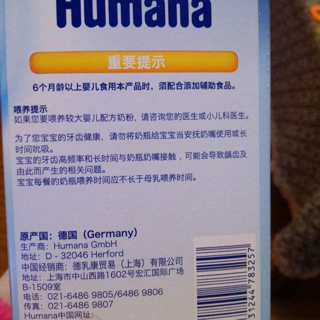 Humana
重要提示
6个月龄以上婴儿食用本产品时，须配合添加辅助食品。
喂养提示
如果您要喂养较大婴儿配方奶粉，请咨询您的医生或小儿科医生。
为了您宝宝的牙齿健康，请勿将奶瓶给宝宝当安抚奶嘴使用或长
时间吮吸。
宝宝的牙齿高频率和长时间与奶瓶奶嘴接触，可能会导致龋齿及
由此而产生的相关问题。
宝宝每餐的奶瓶喂养时间应不长于母乳喂养时间。
原产国：德国（Germany）
生产商：Humana GmbH
地址：D - 32046 Herford
中国经销商：德乳康贸易（上海）有限公司
地址：上海市中山西路1602号宏汇国际广场
B-1509室
电话：021-6486 9805/6486 9806
传真：021-6486 9807
Humana中国网址：
31244 783257